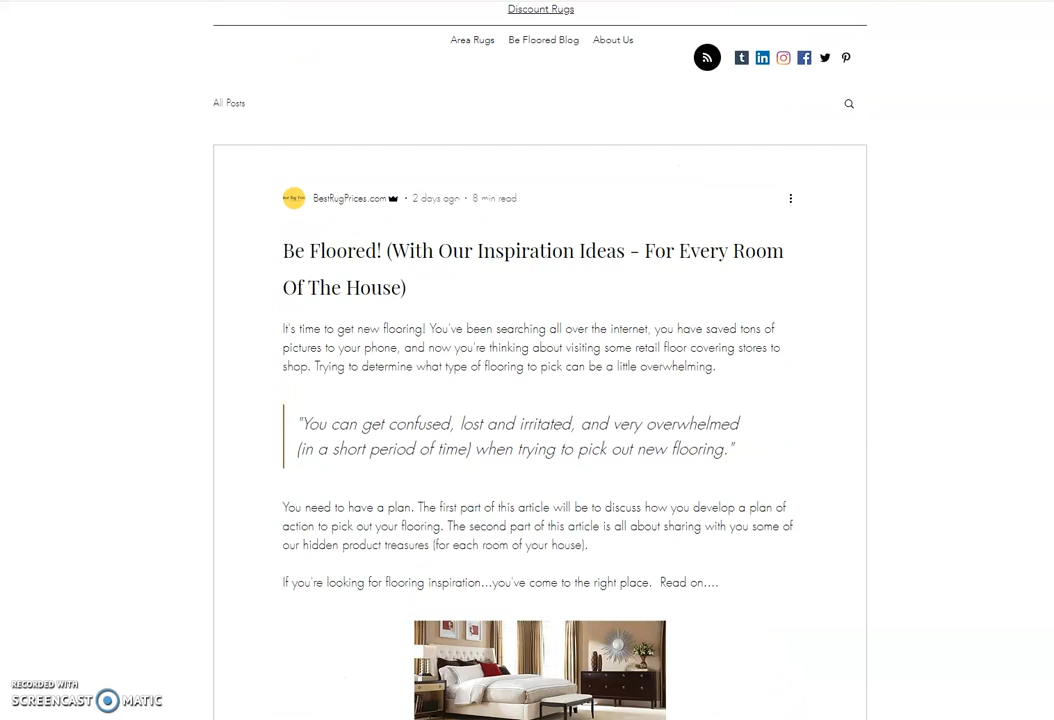 Discount Rugs
Area Rugs Be Floored Blog About Us
All Posts
BestRugPrices.com · 2 days ago · 8 min read
Be Floored! (With Our Inspiration Ideas - For Every Room
Of The House)
It's time to get new flooring! You've been searching all over the internet, you have saved tons of
pictures to your phone, and now you're thinking about visiting some retail floor covering stores to
shop. Trying to determine what type of flooring to pick can be a little overwhelming.
"You can get confused, lost and irritated, and very overwhelmed
(in a short period of time) when trying to pick out new flooring."
You need to have a plan. The first part of this article will be to discuss how you develop a plan of
action to pick out your flooring. The second part of this article is all about sharing with you some of
our hidden product treasures (for each room of your house).
If you're looking for flooring inspiration...you've come to the right place. Read on....
RECORDED WITH
SCREENCAST MATIC